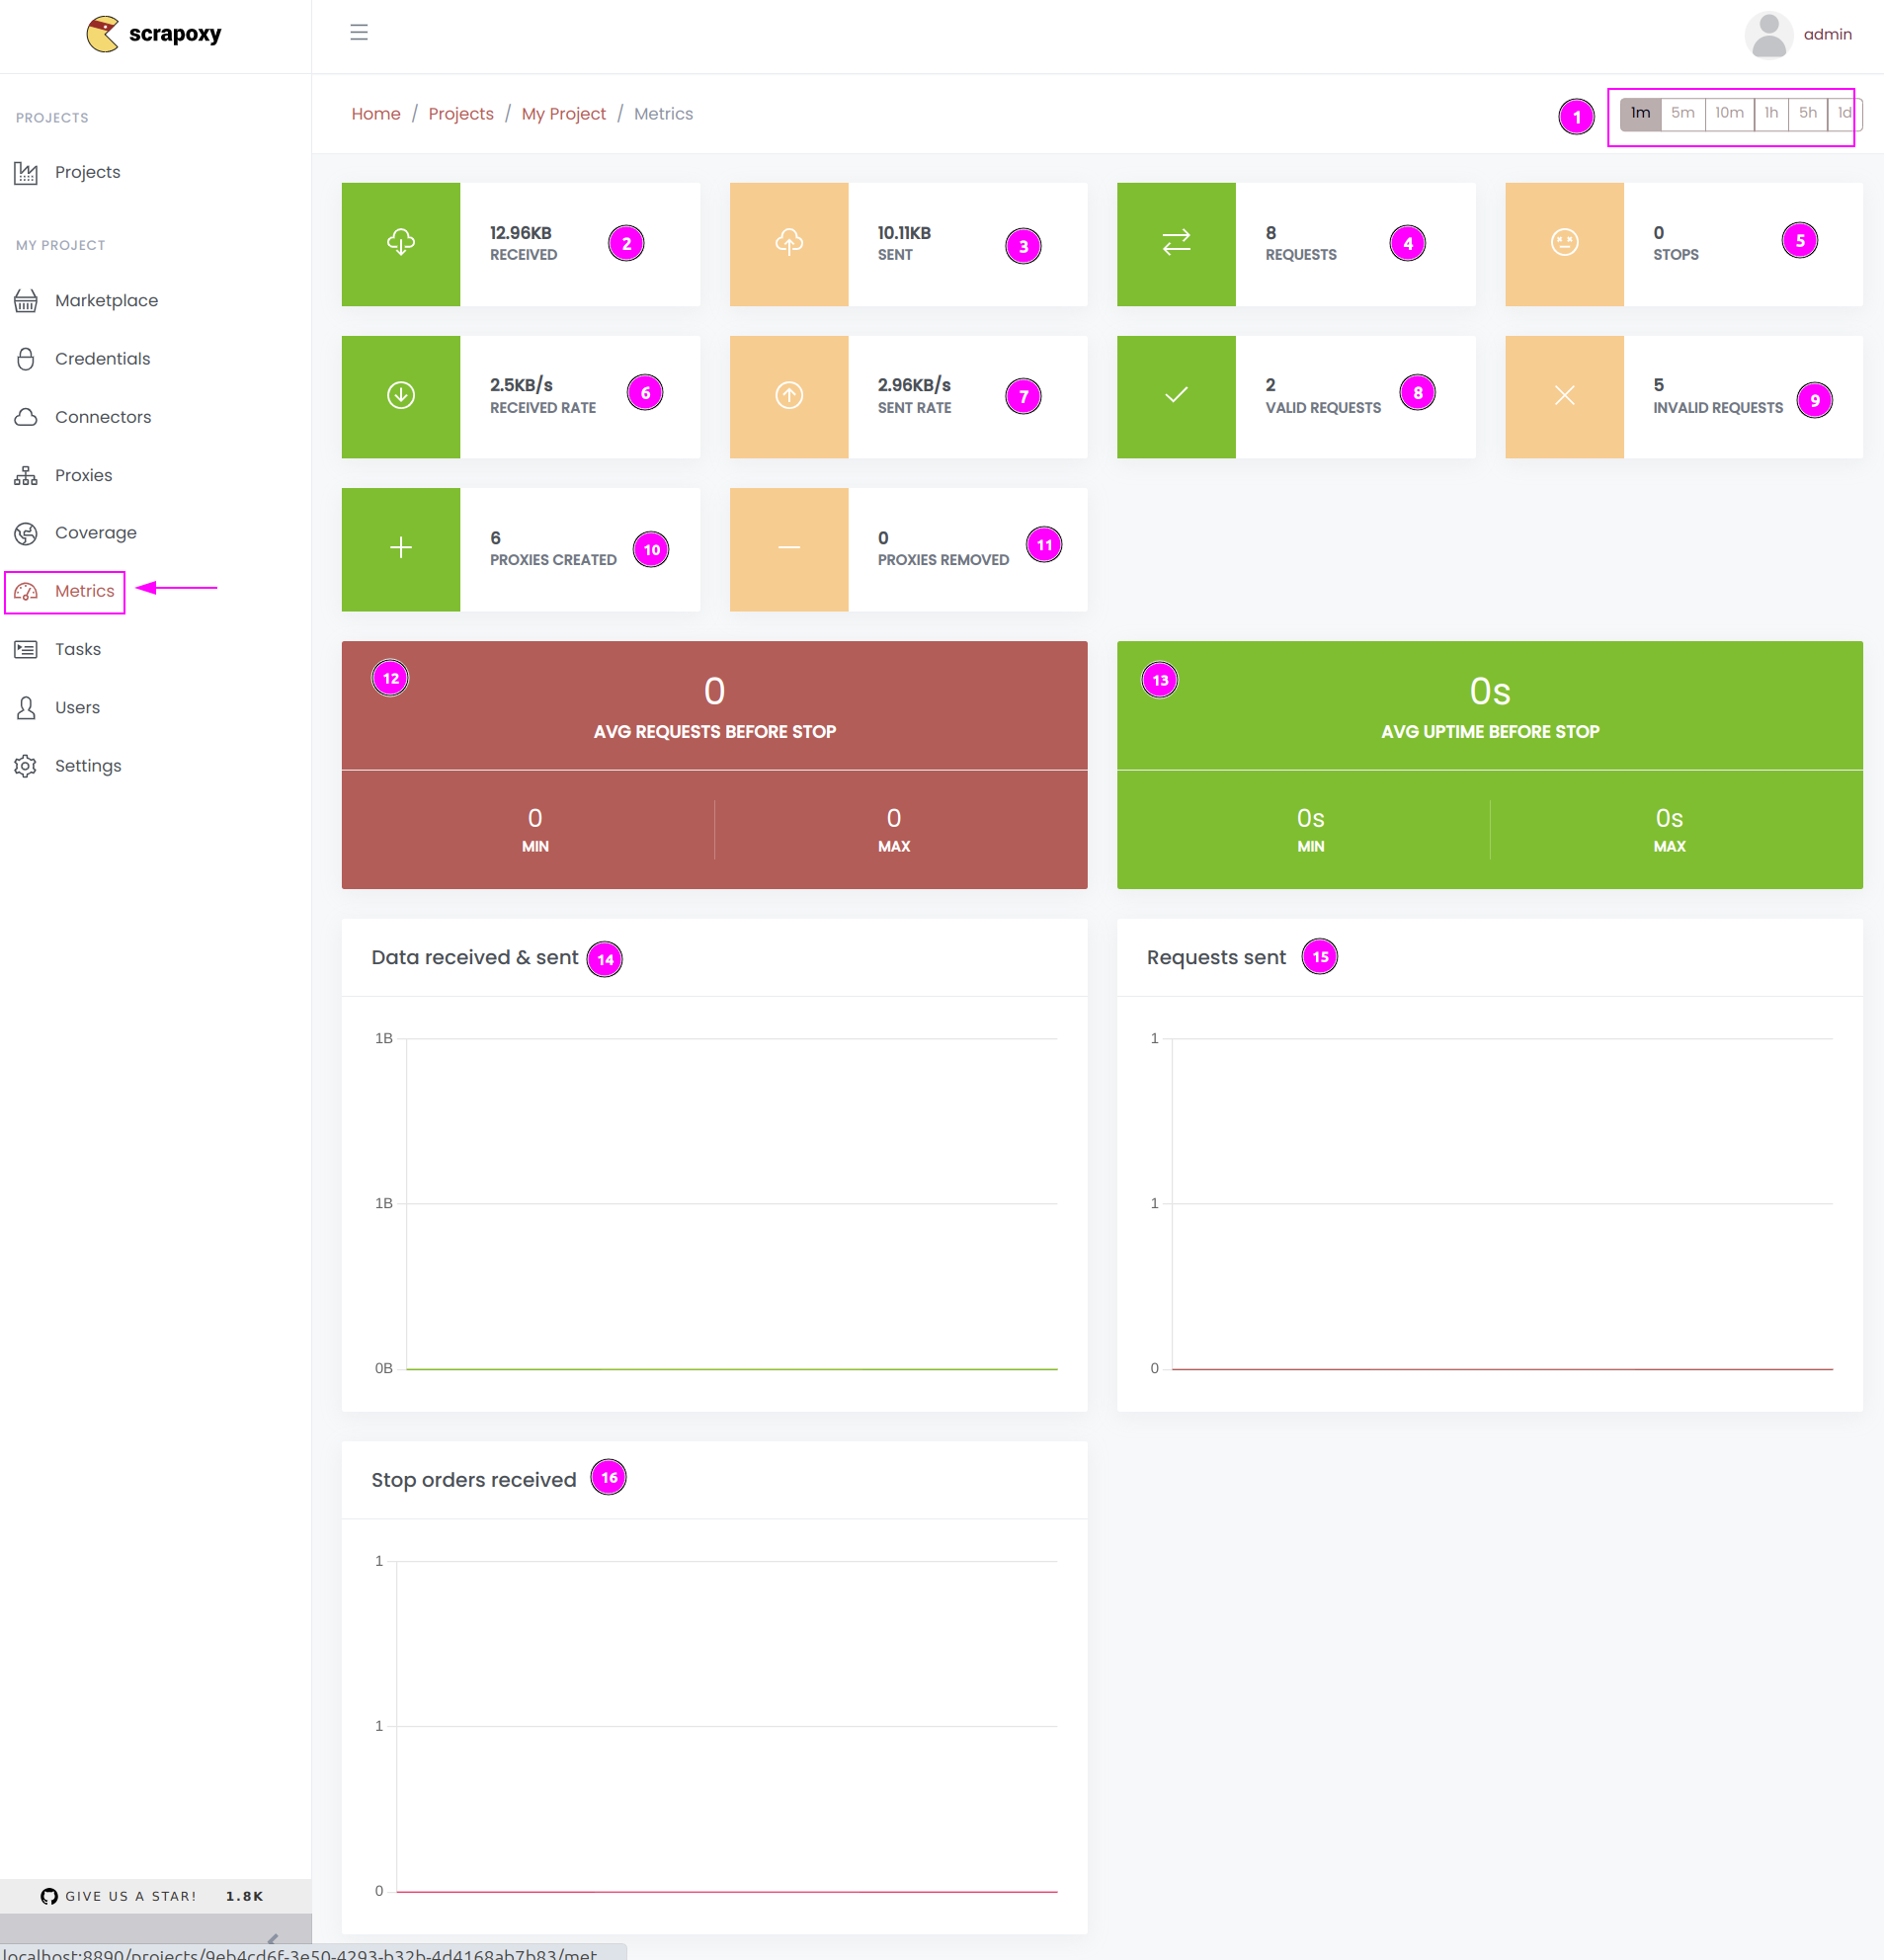 scrapoxy
admin
PROJECTS
Projects
MY PROJECT
Marketplace
Credentials
Connectors
Proxies
Coverage
Metrics
Tasks
Users
Settings
GIVE US A STAR! 1.8K
localhost:8890/projects/9eb4cd6f-3e50-4293-b32b-4d4168ab7b83/met...
Home / Projects / My Project / Metrics
1
1m 5m 10m 1h 5h 1d
12.96KB
RECEIVED
2
10.11KB
SENT
3
8
REQUESTS
4
0
STOPS
5
2.5KB/s
RECEIVED RATE
6
2.96KB/s
SENT RATE
7
2
VALID REQUESTS
8
5
INVALID REQUESTS
9
6
PROXIES CREATED
10
0
PROXIES REMOVED
11
12
0
AVG REQUESTS BEFORE STOP
0
MIN
0
MAX
13
0s
AVG UPTIME BEFORE STOP
0s
MIN
0s
MAX
Data received & sent 14
1B
1B
0B
Requests sent 15
1
1
0
Stop orders received 16
1
1
0